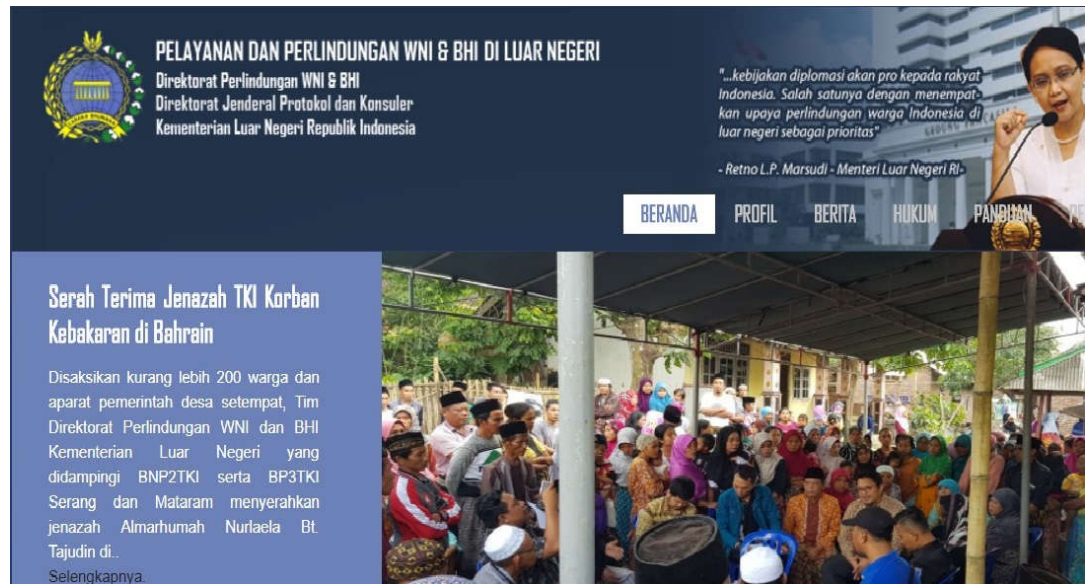 PELAYANAN DAN PERLINDUNGAN WNI & BHI DI LUAR NEGERI
Direktorat Perlindungan WNI & BHI
Direktorat Jenderal Protokol dan Konsuler
Kementerian Luar Negeri Republik Indonesia
"...kebijakan diplomasi akan pro kepada rakyat
Indonesia. Salah satunya dengan menempat-
kan upaya perlindungan warga Indonesia di
luar negeri sebagai prioritas"
- Retno L.P. Marsudi - Menteri Luar Negeri RI-
BERANDA PROFIL BERITA HUKUM PANDUAN
Serah Terima Jenazah TKI Korban
Kebakaran di Bahrain
Disaksikan kurang lebih 200 warga dan
aparat pemerintah desa setempat, Tim
Direktorat Perlindungan WNI dan BHI
Kementerian Luar Negeri yang
didampingi BNP2TKI serta BP3TKI
Serang dan Mataram menyerahkan
jenazah Almarhumah Nurlaela Bt.
Tajudin di..
Selengkapnya.